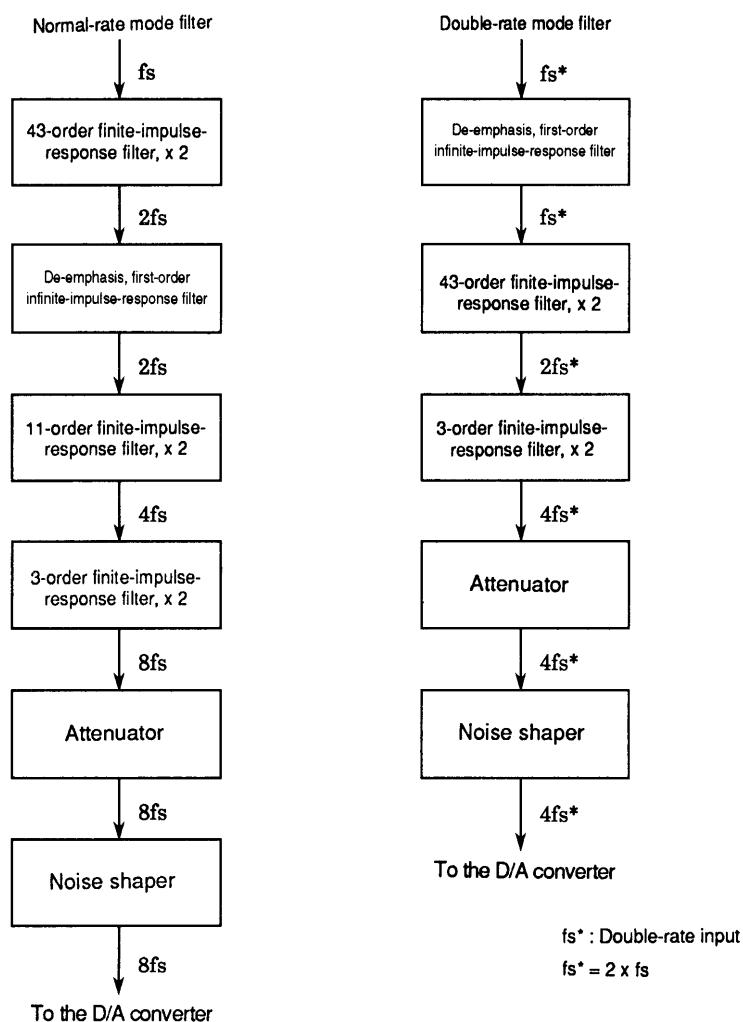 Normal-rate mode filter
fs
43-order finite-impulse-
response filter, x 2
2fs
De-emphasis, first-order
infinite-impulse-response filter
2fs
11-order finite-impulse-
response filter, x 2
4fs
3-order finite-impulse-
response filter, x 2
8fs
Attenuator
8fs
Noise shaper
8fs
To the D/A converter
Double-rate mode filter
fs*
De-emphasis, first-order
infinite-impulse-response filter
fs*
43-order finite-impulse-
response filter, x 2
2fs*
3-order finite-impulse-
response filter, x 2
4fs*
Attenuator
4fs*
Noise shaper
4fs*
To the D/A converter
fs* : Double-rate input
fs* = 2 x fs